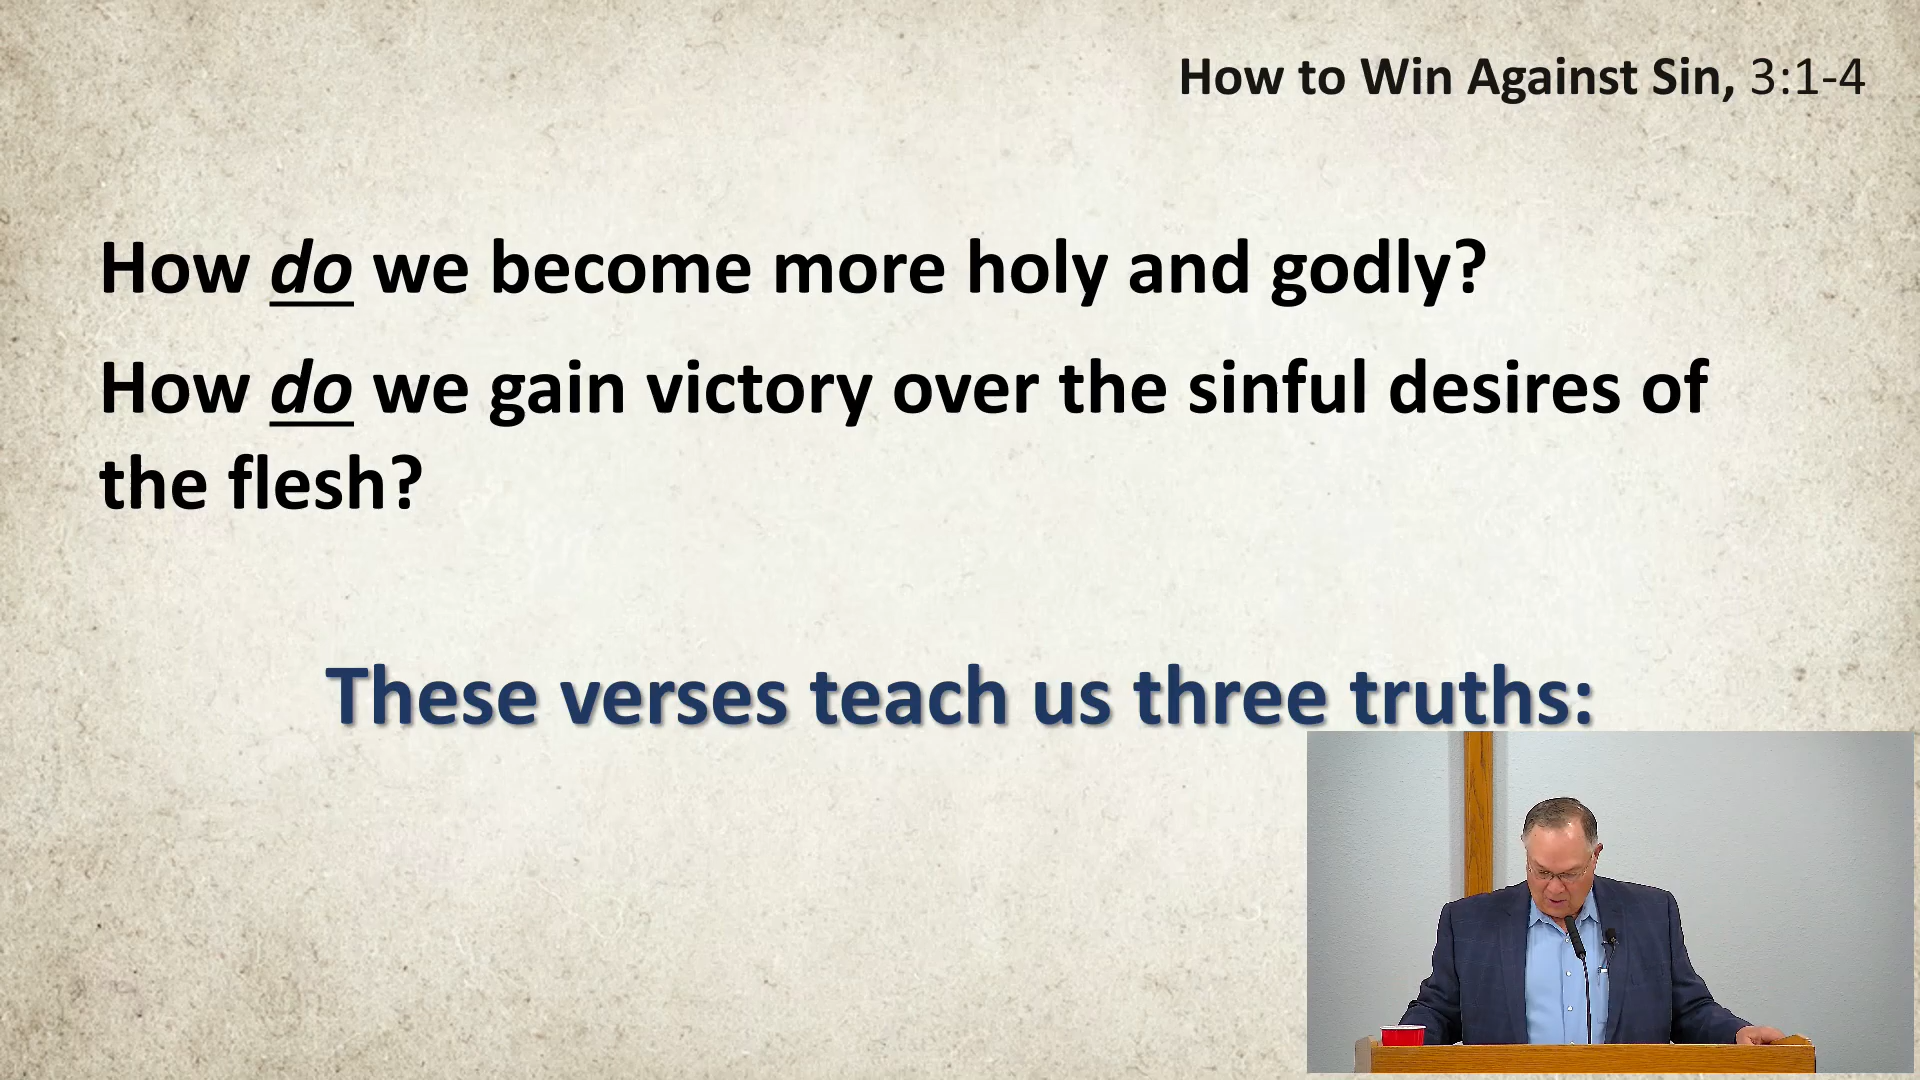 How to Win Against Sin, 3:1-4
How do we become more holy and godly?
How do we gain victory over the sinful desires of
the flesh?
These verses teach us three truths: